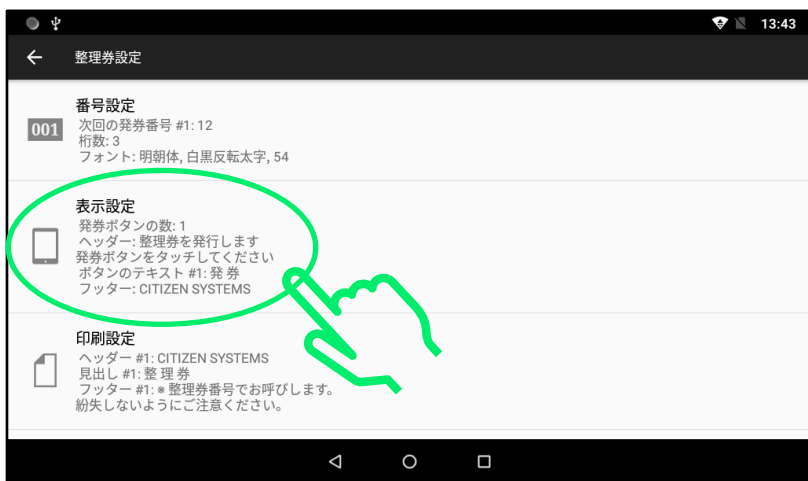 13:43
整理券設定
番号設定
001
次回の発券番号 #1: 12
桁数: 3
フォント: 明朝体, 白黒反転太字, 54
表示設定
発券ボタンの数: 1
ヘッダー: 整理券を発行します
発券ボタンをタッチしてください
ボタンのテキスト #1: 発 券
フッター: CITIZEN SYSTEMS
印刷設定
ヘッダー #1: CITIZEN SYSTEMS
見出し #1: 整 理 券
フッター #1: ※ 整理券番号でお呼びします。
紛失しないようにご注意ください。